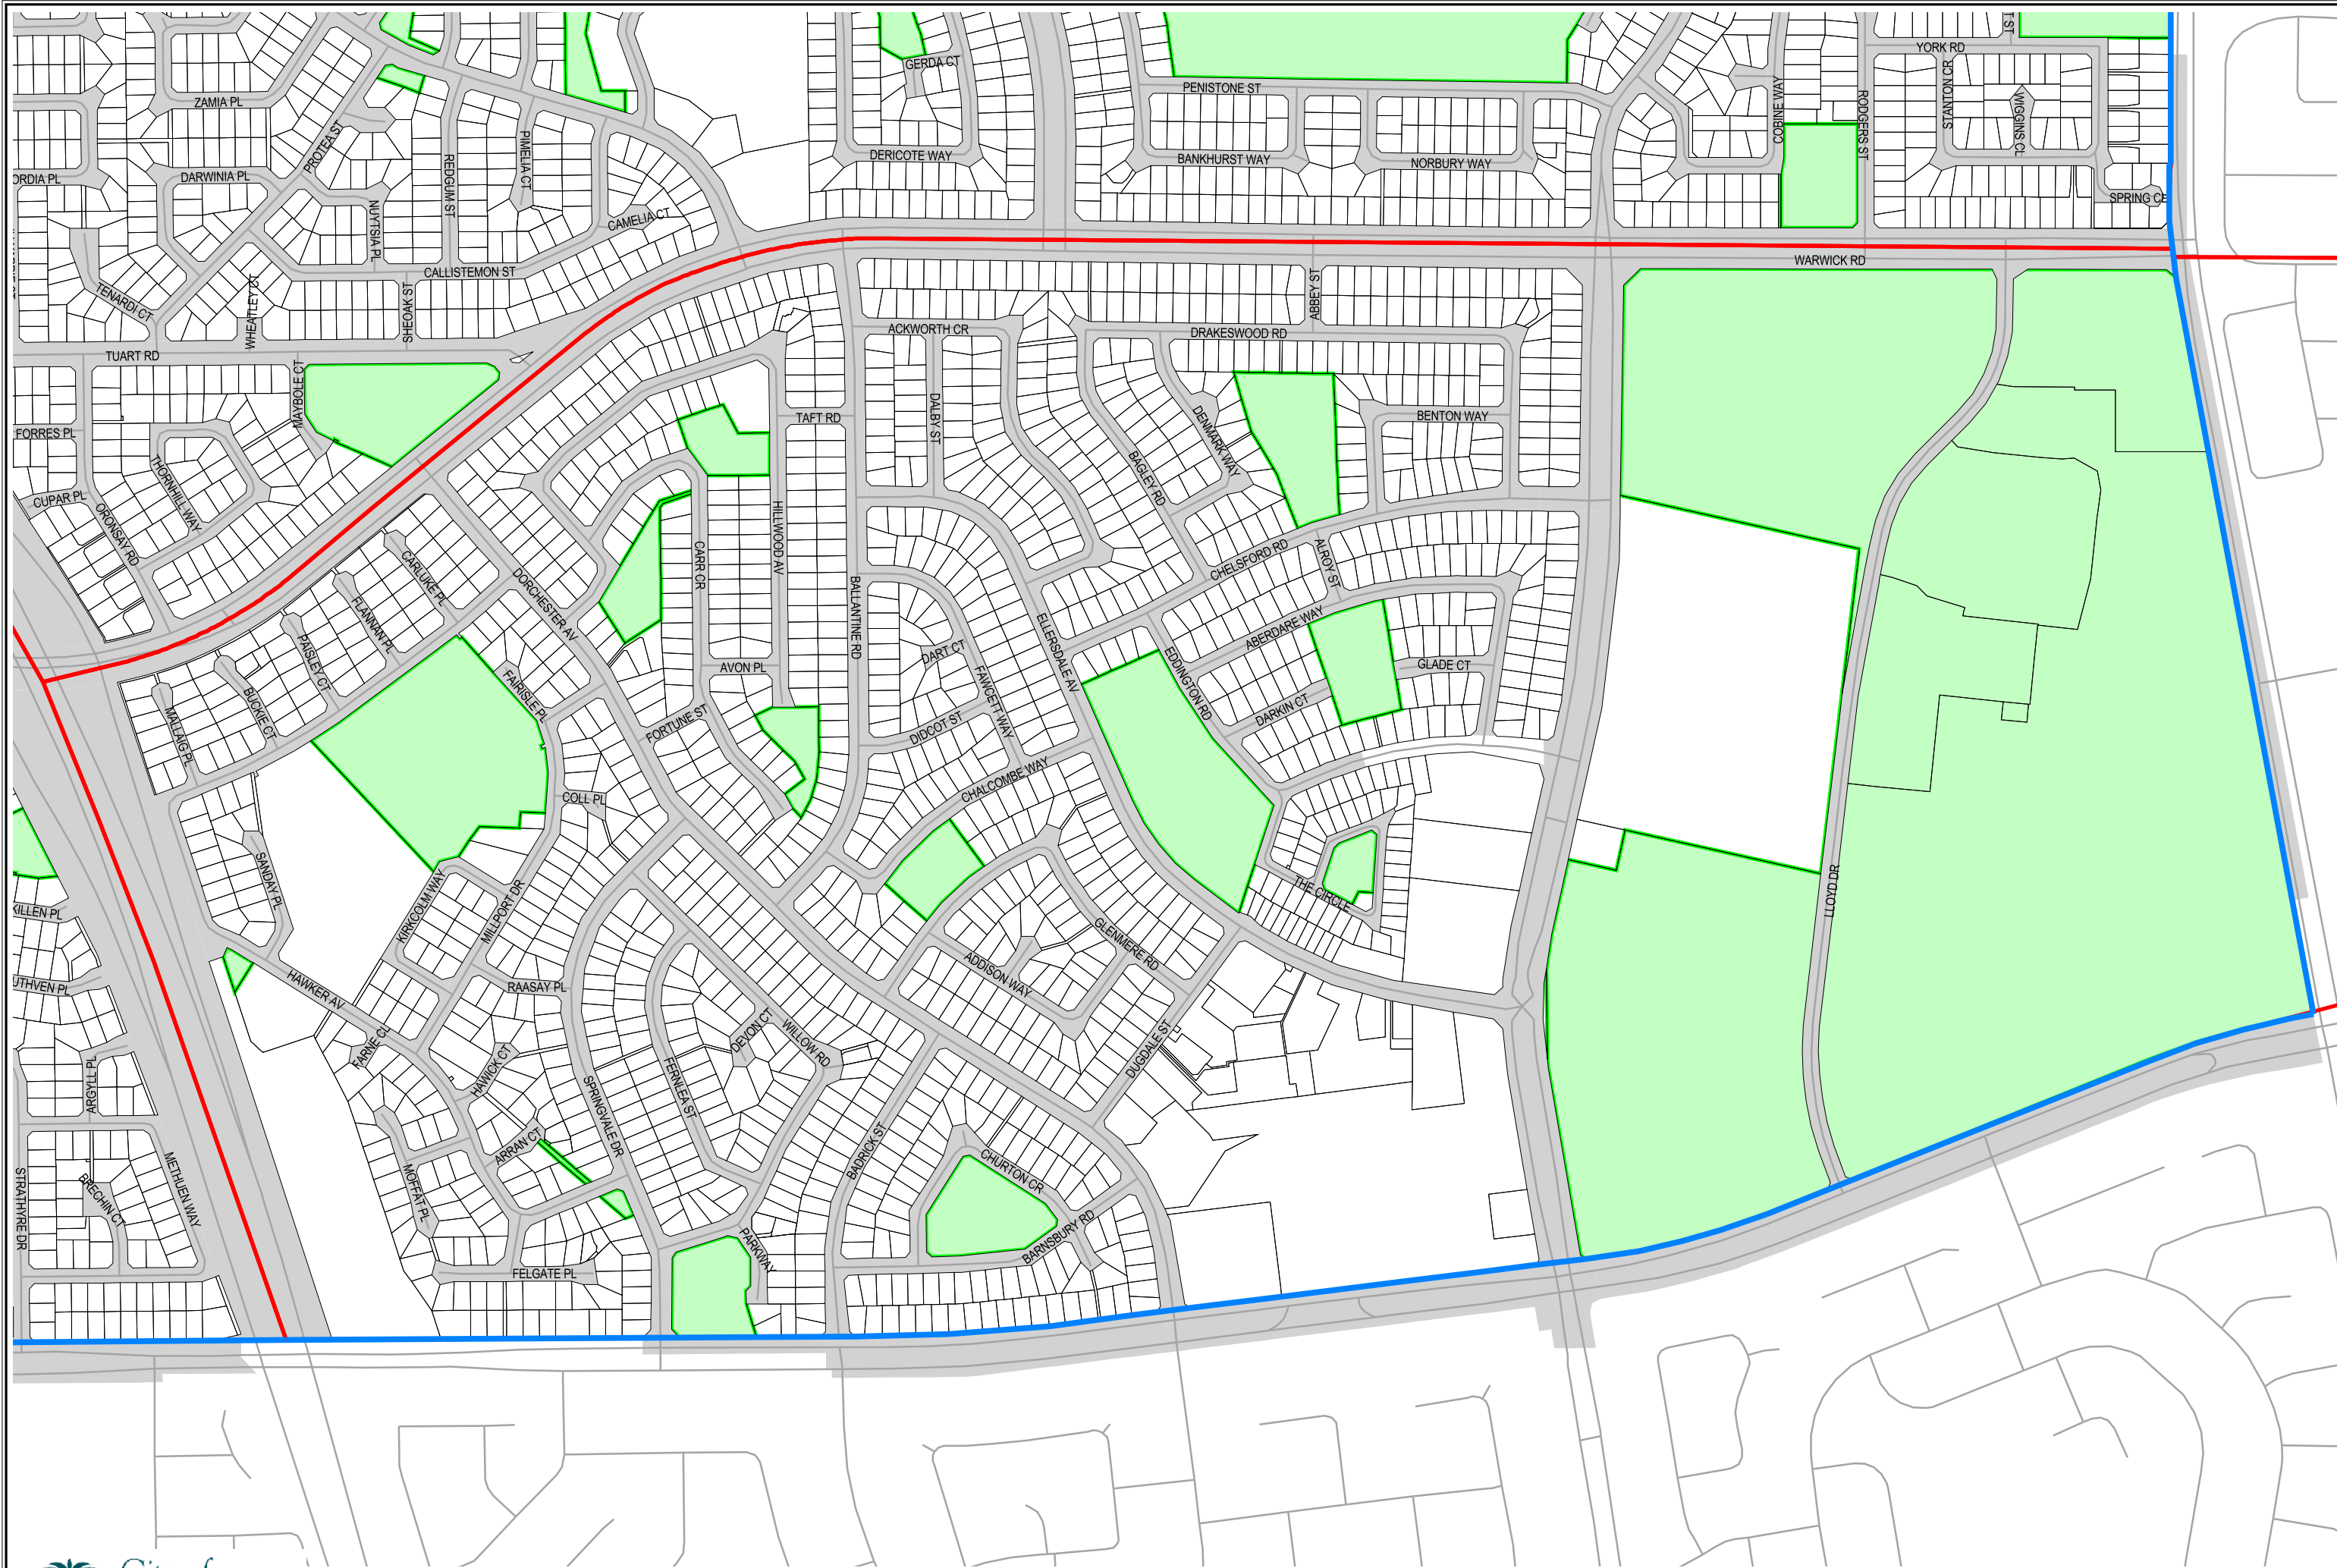 YORK RD
GERDA CT
PENISTONE ST
ZAMIA PL
COBINE WAY
RODGERS ST
STANTON CR
WIGGINS CL
PROTEA ST
PIMELIA CT
REDGUM ST
DERICOTE WAY
BANKHURST WAY
NORBURY WAY
DARWINIA PL
ORDIA PL
SPRING CE
CAMELIA CT
NUYTSIA PL
CALLISTEMON ST
WARWICK RD
TENARDI CT
WHEATLEY CT
SHEOAK ST
ABBEY ST
ACKWORTH CR
DRAKESWOOD RD
TUART RD
MAYBOLE CT
TAFT RD
DALBY ST
DENMARK WAY
BENTON WAY
FORRES PL
THORNHILL WAY
BAGLEY RD
CUPAR PL
ORONSAY RD
HILLWOOD AV
CARR CR
CARLUKE PL
CHELSFORD RD
ALROY ST
DORCHESTER AV
BALLANTINE RD
FLANNAN PL
PAISLEY CT
ABERDARE WAY
ELLERSDALE AV
DART CT
AVON PL
GLADE CT
FAIRISLE PL
BUCKIE CT
FAWCETT WAY
EDDINGTON RD
MALLAIG PL
FORTUNE ST
DIDCOT ST
DARKIN CT
CHALCOMBE WAY
COLL PL
SANDAY PL
THE CIRCLE
LLOYD DR
KILLEN PL
KIRKCOLM WAY
MILLPORT DR
GLENMERE RD
ADDISON WAY
UTHVEN PL
HAWKER AV
RAASAY PL
DEVON CT
WILLOW RD
FARNE CL
DUGDALE ST
HAWICK CT
ARGYLL PL
FERNLEA ST
SPRINGVALE DR
ARRAN CT
BADRICK ST
CHURTON CR
METHUEN WAY
STRATHYRE DR
BRECHIN CT
MOFFAT PL
PARKWAY
BARNSBURY RD
FELGATE PL
City of